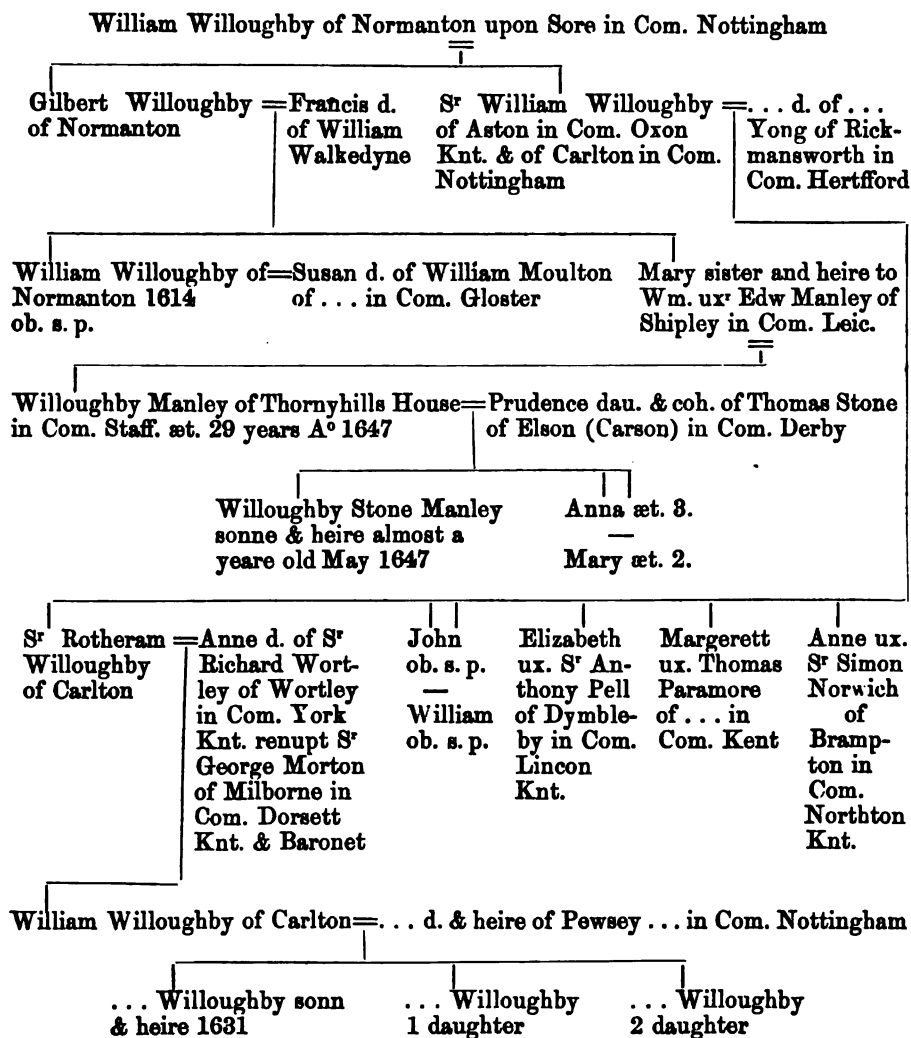 William Willoughby of Normanton upon Sore in Com. Nottingham
Gilbert Willoughby
of Normanton
= Francis d.
of William
Walkedyne
Sʳ William Willoughby
of Aston in Com. Oxon
Knt. & of Carlton in Com.
Nottingham
= . . . d. of . . .
Yong of Rick-
mansworth in
Com. Hertfford
William Willoughby of
Normanton 1614
ob. s. p.
= Susan d. of William Moulton
of . . . in Com. Gloster
Mary sister and heire to
Wm. uxʳ Edw Manley of
Shipley in Com. Leic.
Willoughby Manley of Thornyhills House
in Com. Staff. æt. 29 years Aº 1647
= Prudence dau. & coh. of Thomas Stone
of Elson (Carson) in Com. Derby
Willoughby Stone Manley
sonne & heire almost a
yeare old May 1647
Anna æt. 3.
—
Mary æt. 2.
Sʳ Rotheram
Willoughby
of Carlton
= Anne d. of Sʳ
Richard Wort-
ley of Wortley
in Com. York
Knt. renupt Sʳ
George Morton
of Milborne in
Com. Dorsett
Knt. & Baronet
John
ob. s. p.
—
William
ob. s. p.
Elizabeth
ux. Sʳ An-
thony Pell
of Dymble-
by in Com.
Lincon
Knt.
Margerett
ux. Thomas
Paramore
of . . . in
Com. Kent
Anne ux.
Sʳ Simon
Norwich
of
Bramp-
ton in
Com.
Northton
Knt.
William Willoughby of Carlton = . . . d. & heire of Pewsey . . . in Com. Nottingham
. . . Willoughby sonn
& heire 1631
. . . Willoughby
1 daughter
. . . Willoughby
2 daughter